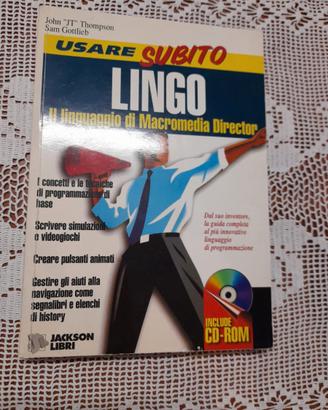 John "JT" Thompson
Sam Gottlieb
USARE SUBITO
LINGO
Il linguaggio di Macromedia Director
I concetti e le tecniche
di programmazione di
base
Scrivere simulazioni
e videogiochi
Creare pulsanti animati
Gestire gli aiuti alla
navigazione come
segnalibri e elenchi
di history
Dal suo inventore,
la guida completa
al più innovativo
linguaggio
di programmazione
INCLUDE
CD-ROM
JACKSON
LIBRI